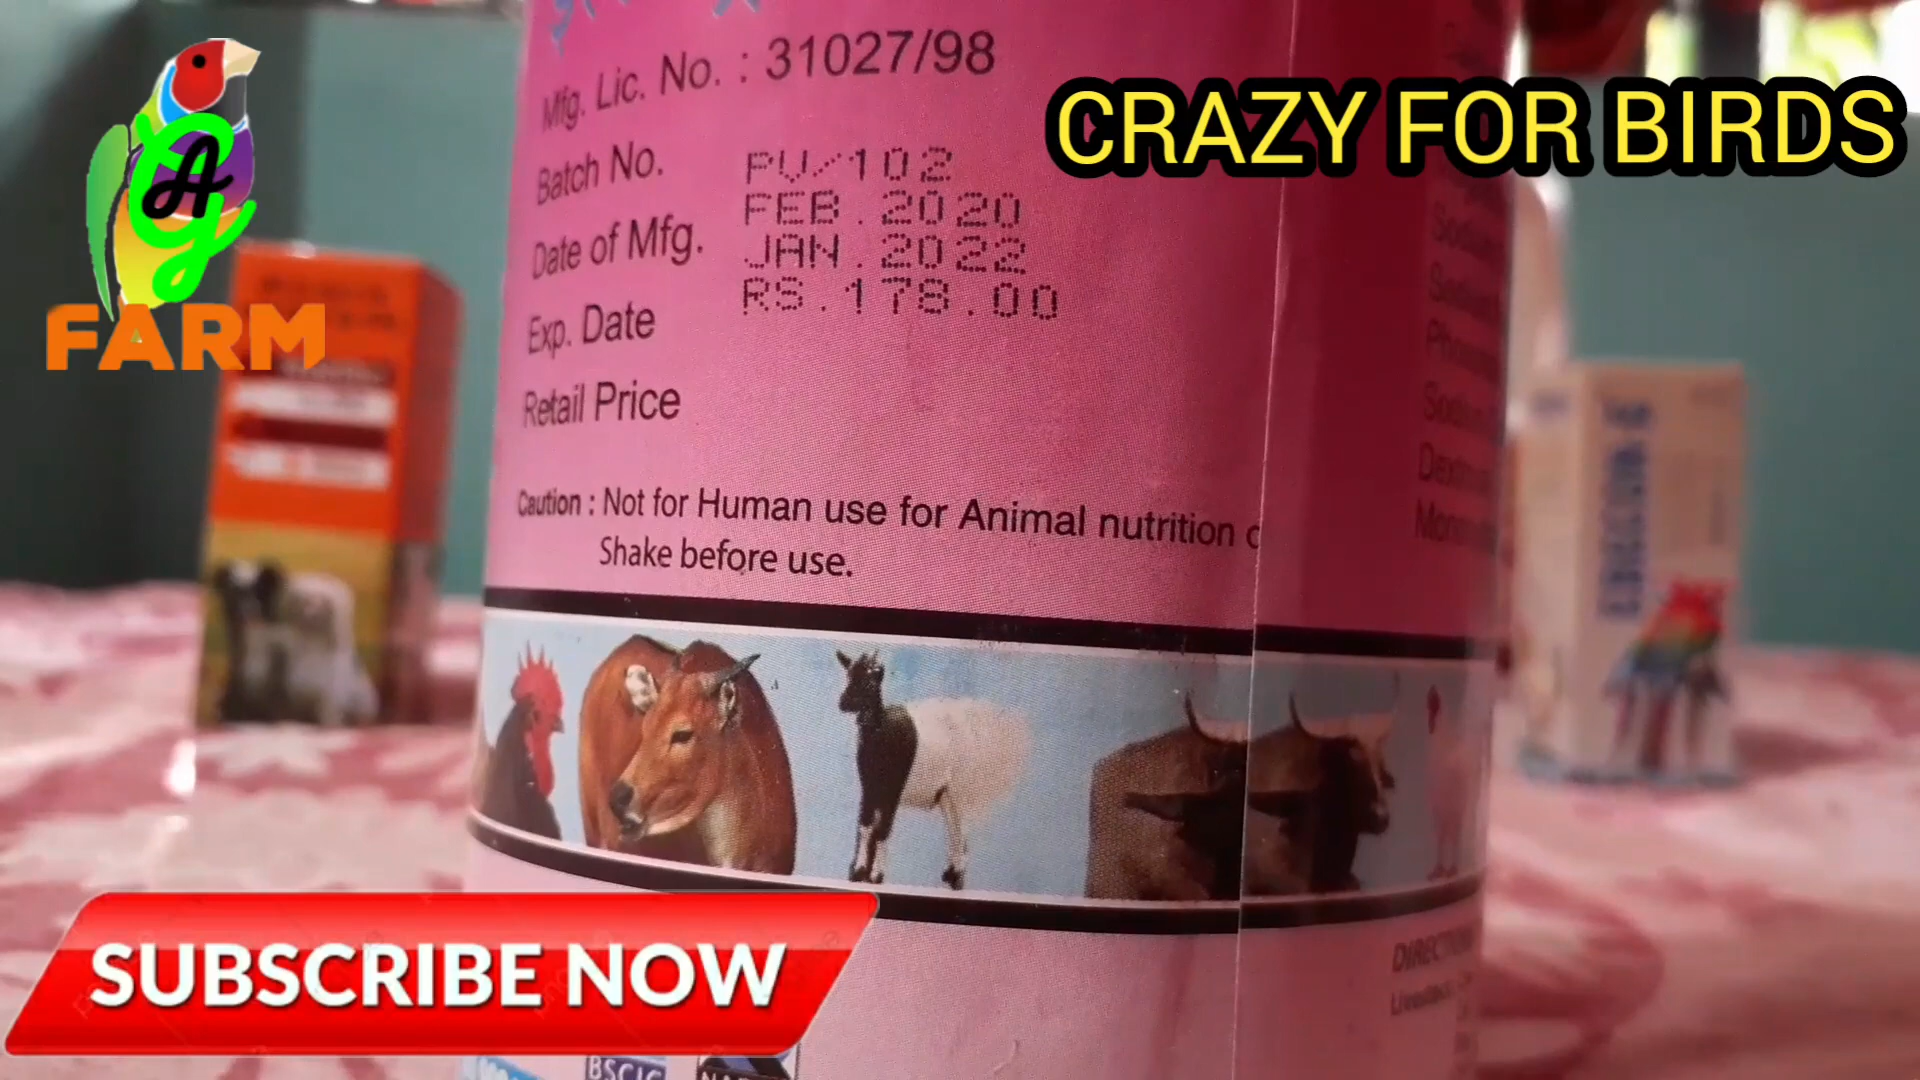 Mfg. Lic. No. : 31027/98
CRAZY FOR BIRDS
Batch No. PV/102
Date of Mfg. FEB.2020
Exp. Date JAN.2022
Retail Price RS.178.00
A
G
FARM
Caution : Not for Human use for Animal nutrition
Shake before use.
SUBSCRIBE NOW
BSCIC